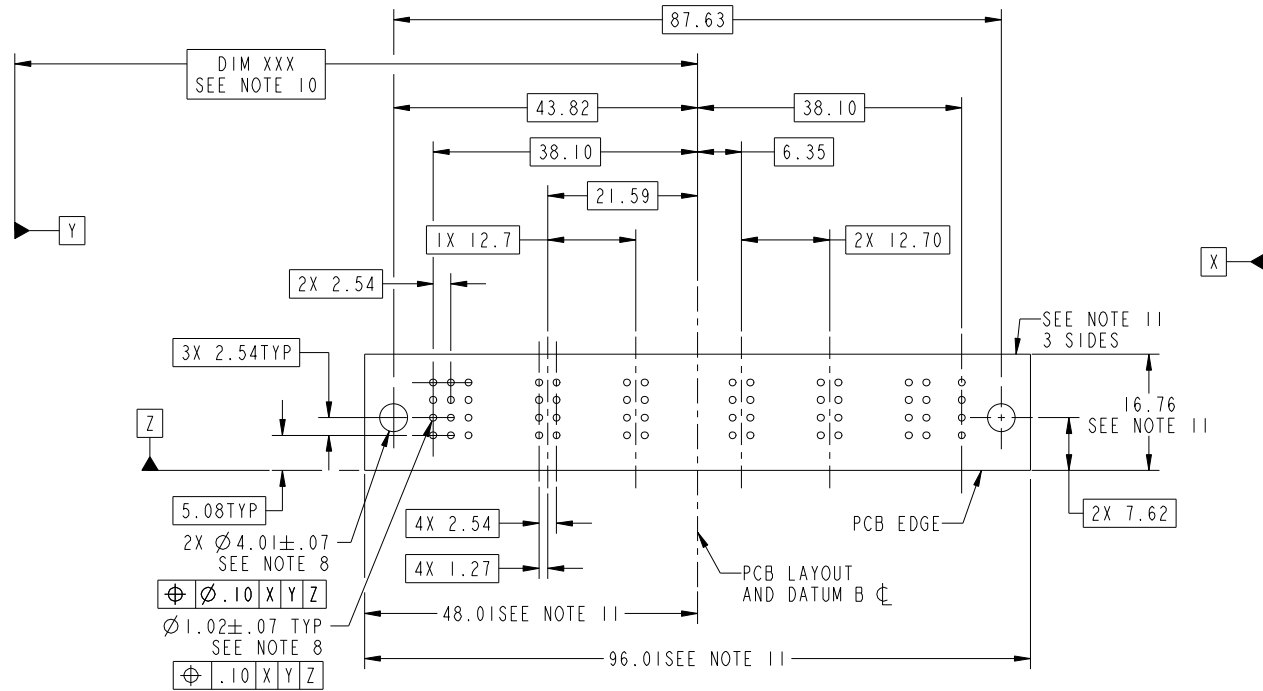 87.63
DIM XXX
SEE NOTE 10
43.82
38.10
38.10
6.35
21.59
Y
1X 12.7
2X 12.70
X
2X 2.54
SEE NOTE 11
3 SIDES
3X 2.54TYP
16.76
SEE NOTE 11
Z
5.08TYP
2X 7.62
4X 2.54
PCB EDGE
2X Ø4.01±.07
SEE NOTE 8
4X 1.27
PCB LAYOUT
AND DATUM B ℄
⌖ Ø.10 X Y Z
48.01SEE NOTE 11
Ø1.02±.07 TYP
SEE NOTE 8
96.01SEE NOTE 11
⌖ .10 X Y Z